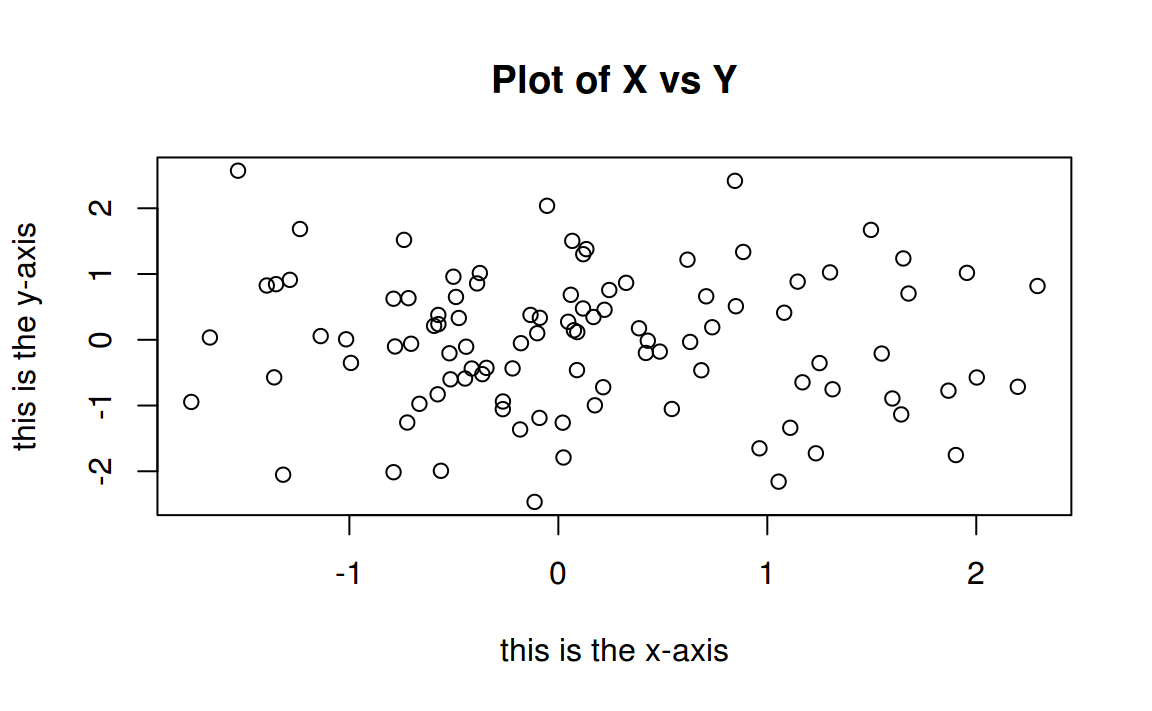 Plot of X vs Y
this is the y-axis
2
1
0
-1
-2
-1 0 1 2
this is the x-axis